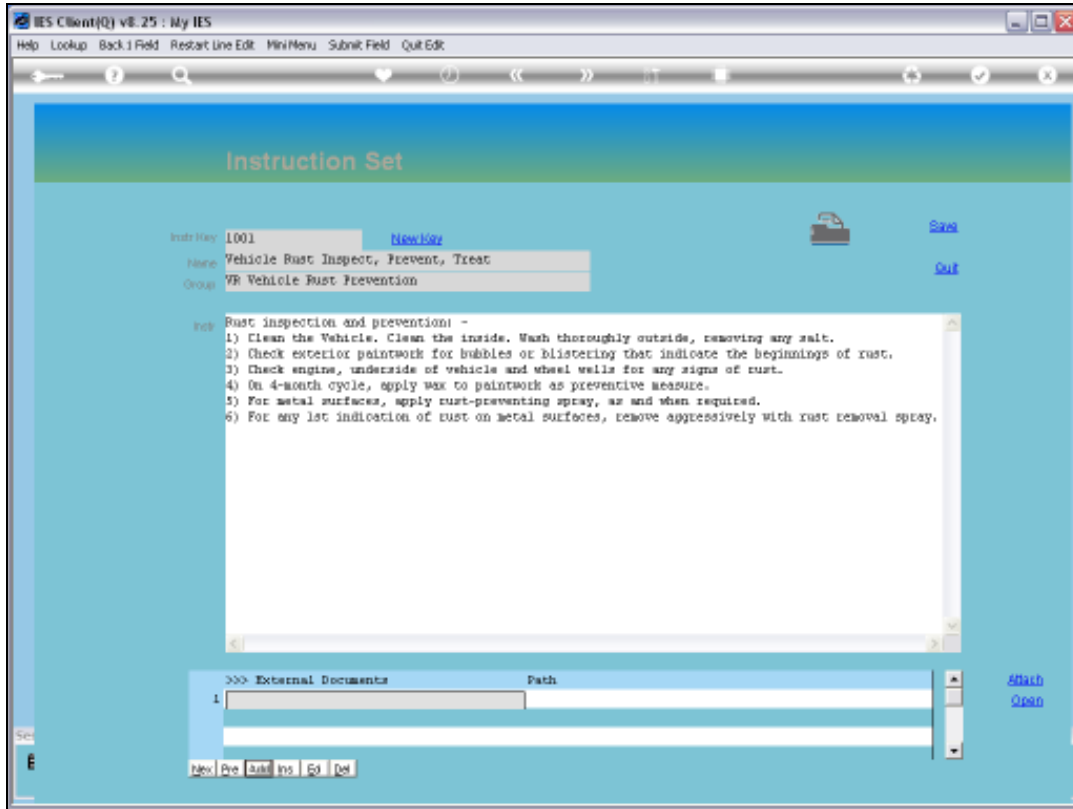 IES Client(Q) v8.25 : My IES
Help Lookup Back 1 Field Restart Line Edit MiniMenu Submit Field Quit Edit
Instruction Set
Instr Key 1001 New Key
Save
Name Vehicle Rust Inspect, Prevent, Treat
Quit
Group VR Vehicle Rust Prevention
Instr Rust inspection and prevention: -
1) Clean the Vehicle. Clean the inside. Wash thoroughly outside, removing any salt.
2) Check exterior paintwork for bubbles or blistering that indicate the beginnings of rust.
3) Check engine, underside of vehicle and wheel wells for any signs of rust.
4) On 4-month cycle, apply wax to paintwork as preventive measure.
5) For metal surfaces, apply rust-preventing spray, as and when required.
6) For any 1st indication of rust on metal surfaces, remove aggressively with rust removal spray.
>>> External Documents Path
Attach
1
Open
Nex Pre Add Ins Ed Del